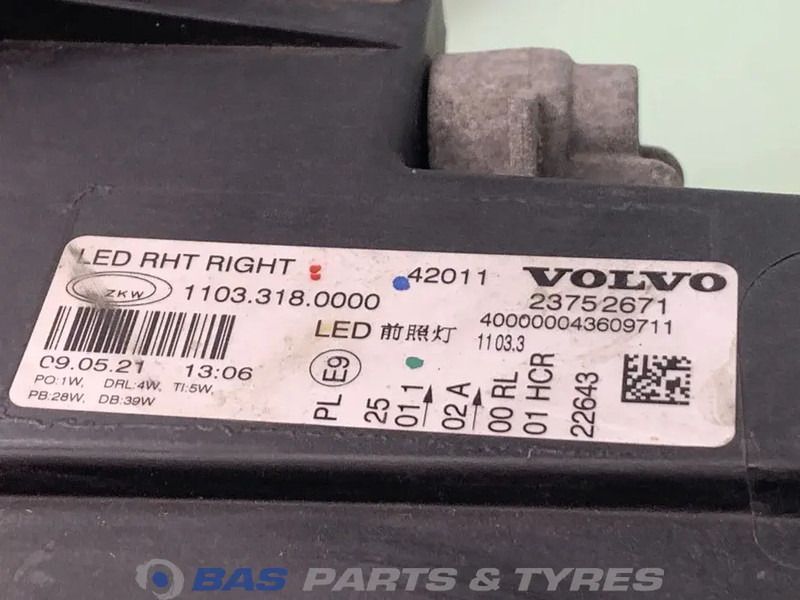 LED RHT RIGHT 42011 VOLVO
ZKW 1103.318.0000 23752671
LED 前照灯 400000043609711
1103.3
09.05.21 13:06
PO:1W, DRL:4W, TI:5W,
PB:28W, DB:39W
E9
PL
25
01 1
02 A
00 RL
01 HCR
22643
BAS PARTS & TYRES